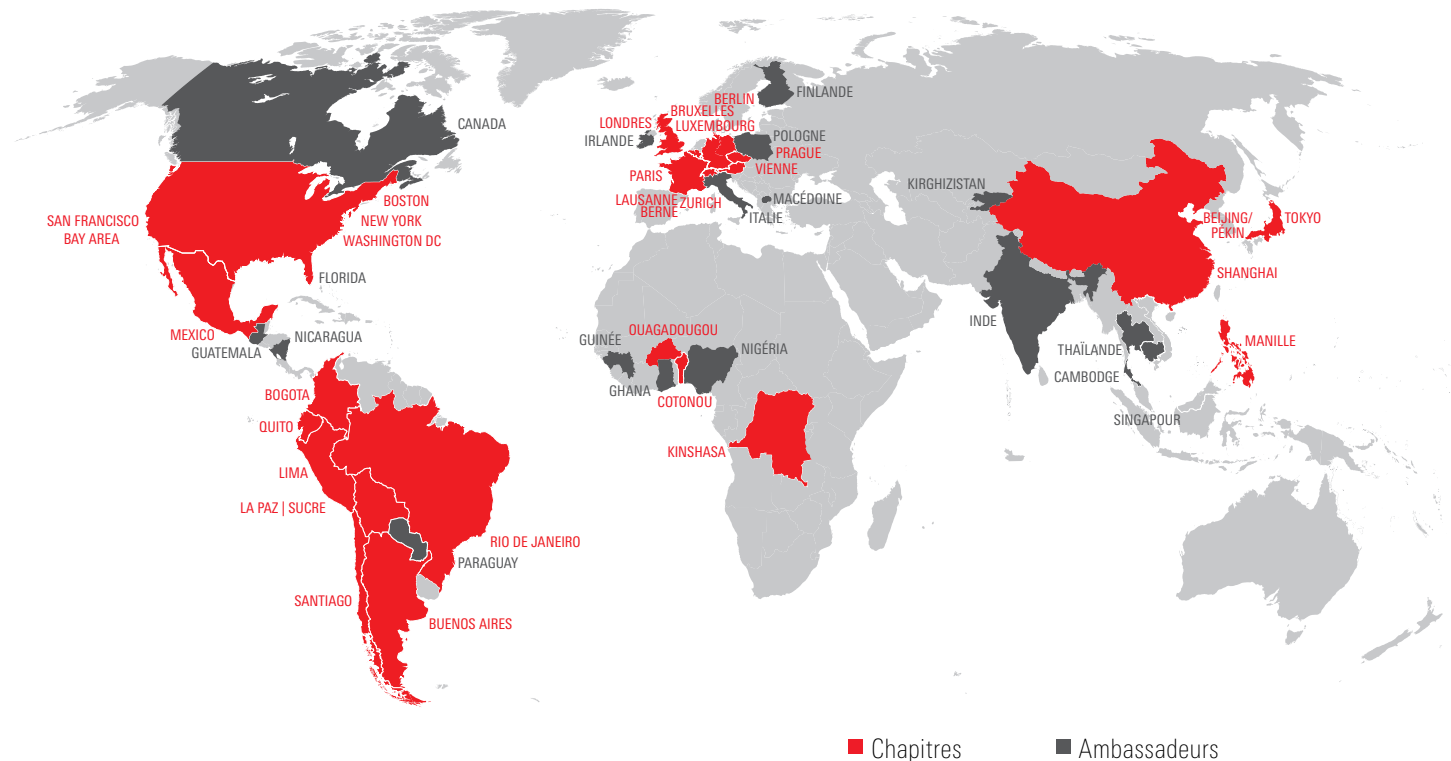 CANADA
SAN FRANCISCO
BAY AREA
BOSTON
NEW YORK
WASHINGTON DC
FLORIDA
MEXICO
GUATEMALA
NICARAGUA
BOGOTA
QUITO
LIMA
LA PAZ | SUCRE
RIO DE JANEIRO
PARAGUAY
SANTIAGO
BUENOS AIRES
FINLANDE
BERLIN
BRUXELLES
LONDRES
LUXEMBOURG
IRLANDE
POLOGNE
PRAGUE
VIENNE
PARIS
LAUSANNE
ZURICH
BERNE
MACÉDOINE
ITALIE
OUAGADOUGOU
GUINÉE
NIGÉRIA
GHANA
COTONOU
KINSHASA
KIRGHIZISTAN
BEIJING/
PÉKIN
TOKYO
SHANGHAI
INDE
MANILLE
THAÏLANDE
CAMBODGE
SINGAPOUR
Chapitres
Ambassadeurs